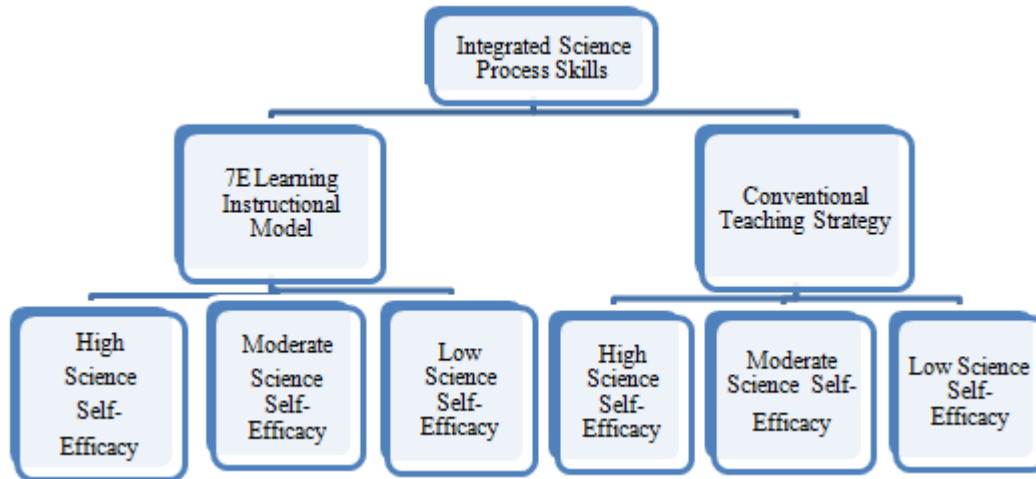 Integrated Science
Process Skills
7E Learning
Instructional
Model
Conventional
Teaching Strategy
High
Science
Self-
Efficacy
Moderate
Science
Self-
Efficacy
Low
Science
Self-
Efficacy
High
Science
Self-
Efficacy
Moderate
Science Self-
Efficacy
Low Science
Self-
Efficacy